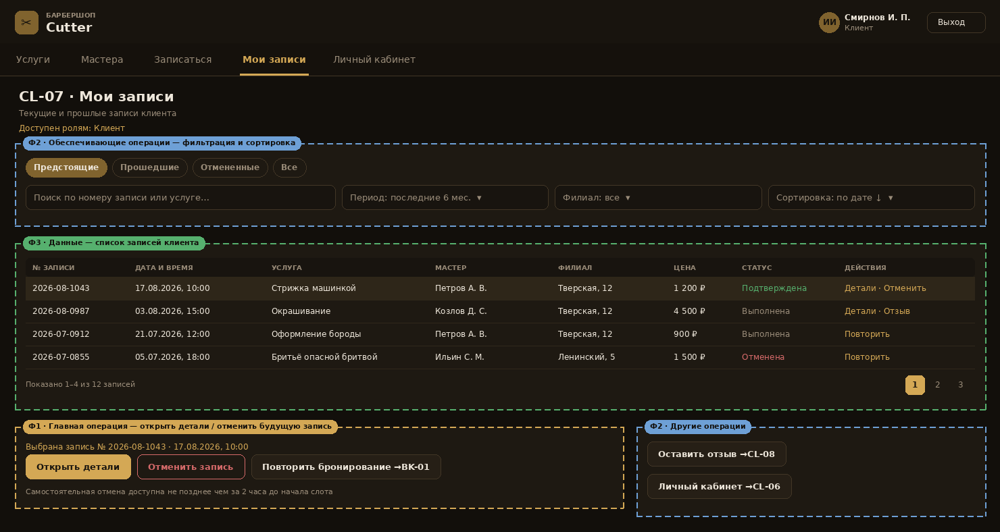 БАРБЕРШОП
Cutter
ИИ
Смирнов И. П.
Клиент
Выход
Услуги Мастера Записаться Мои записи Личный кабинет
CL-07 · Мои записи
Текущие и прошлые записи клиента
Доступен ролям: Клиент
Ф2 · Обеспечивающие операции — фильтрация и сортировка
Предстоящие Прошедшие Отмененные Все
Поиск по номеру записи или услуге... Период: последние 6 мес. ▾ Филиал: все ▾ Сортировка: по дате ↓ ▾
Ф3 · Данные — список записей клиента
№ ЗАПИСИ ДАТА И ВРЕМЯ УСЛУГА МАСТЕР ФИЛИАЛ ЦЕНА СТАТУС ДЕЙСТВИЯ
2026-08-1043 17.08.2026, 10:00 Стрижка машинкой Петров А. В. Тверская, 12 1 200 ₽ Подтверждена Детали · Отменить
2026-08-0987 03.08.2026, 15:00 Окрашивание Козлов Д. С. Тверская, 12 4 500 ₽ Выполнена Детали · Отзыв
2026-07-0912 21.07.2026, 12:00 Оформление бороды Петров А. В. Тверская, 12 900 ₽ Выполнена Повторить
2026-07-0855 05.07.2026, 18:00 Бритьё опасной бритвой Ильин С. М. Ленинский, 5 1 500 ₽ Отменена Повторить
Показано 1–4 из 12 записей 1 2 3
Ф1 · Главная операция — открыть детали / отменить будущую запись
Выбрана запись № 2026-08-1043 · 17.08.2026, 10:00
Открыть детали Отменить запись Повторить бронирование →BK-01
Самостоятельная отмена доступна не позднее чем за 2 часа до начала слота
Ф2 · Другие операции
Оставить отзыв →CL-08
Личный кабинет →CL-06